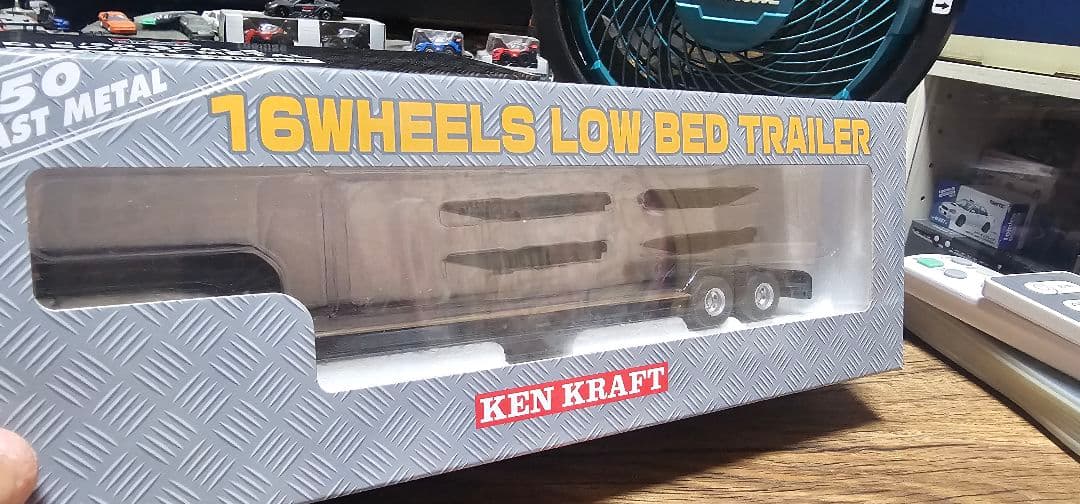 50
AST METAL
16WHEELS LOW BED TRAILER
KEN KRAFT